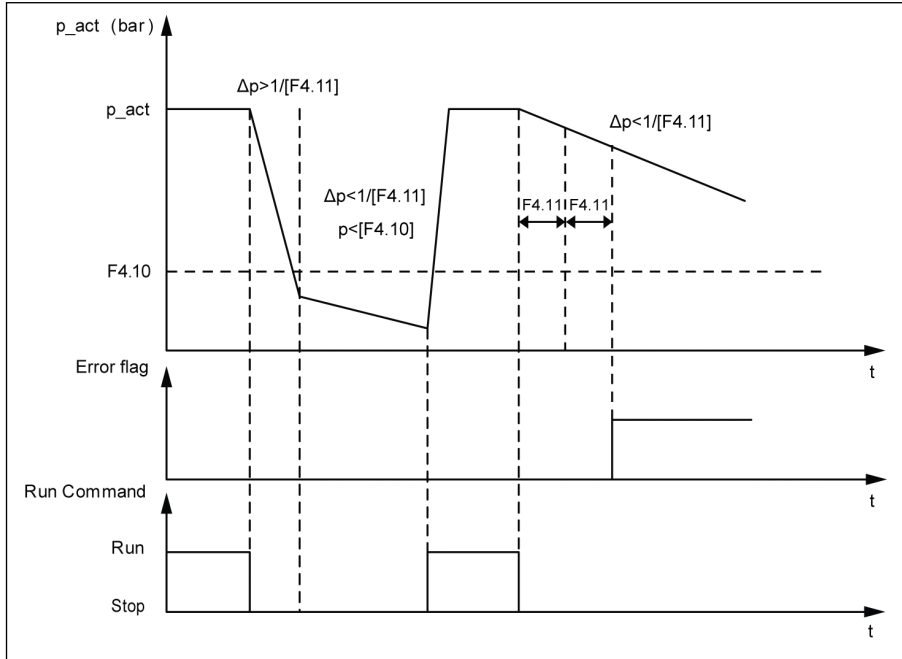 p_act (bar)
Δp>1/[F4.11]
p_act
Δp<1/[F4.11]
Δp<1/[F4.11]
p<[F4.10]
F4.11 F4.11
F4.10
Error flag
t
Run Command
t
Run
Stop
t